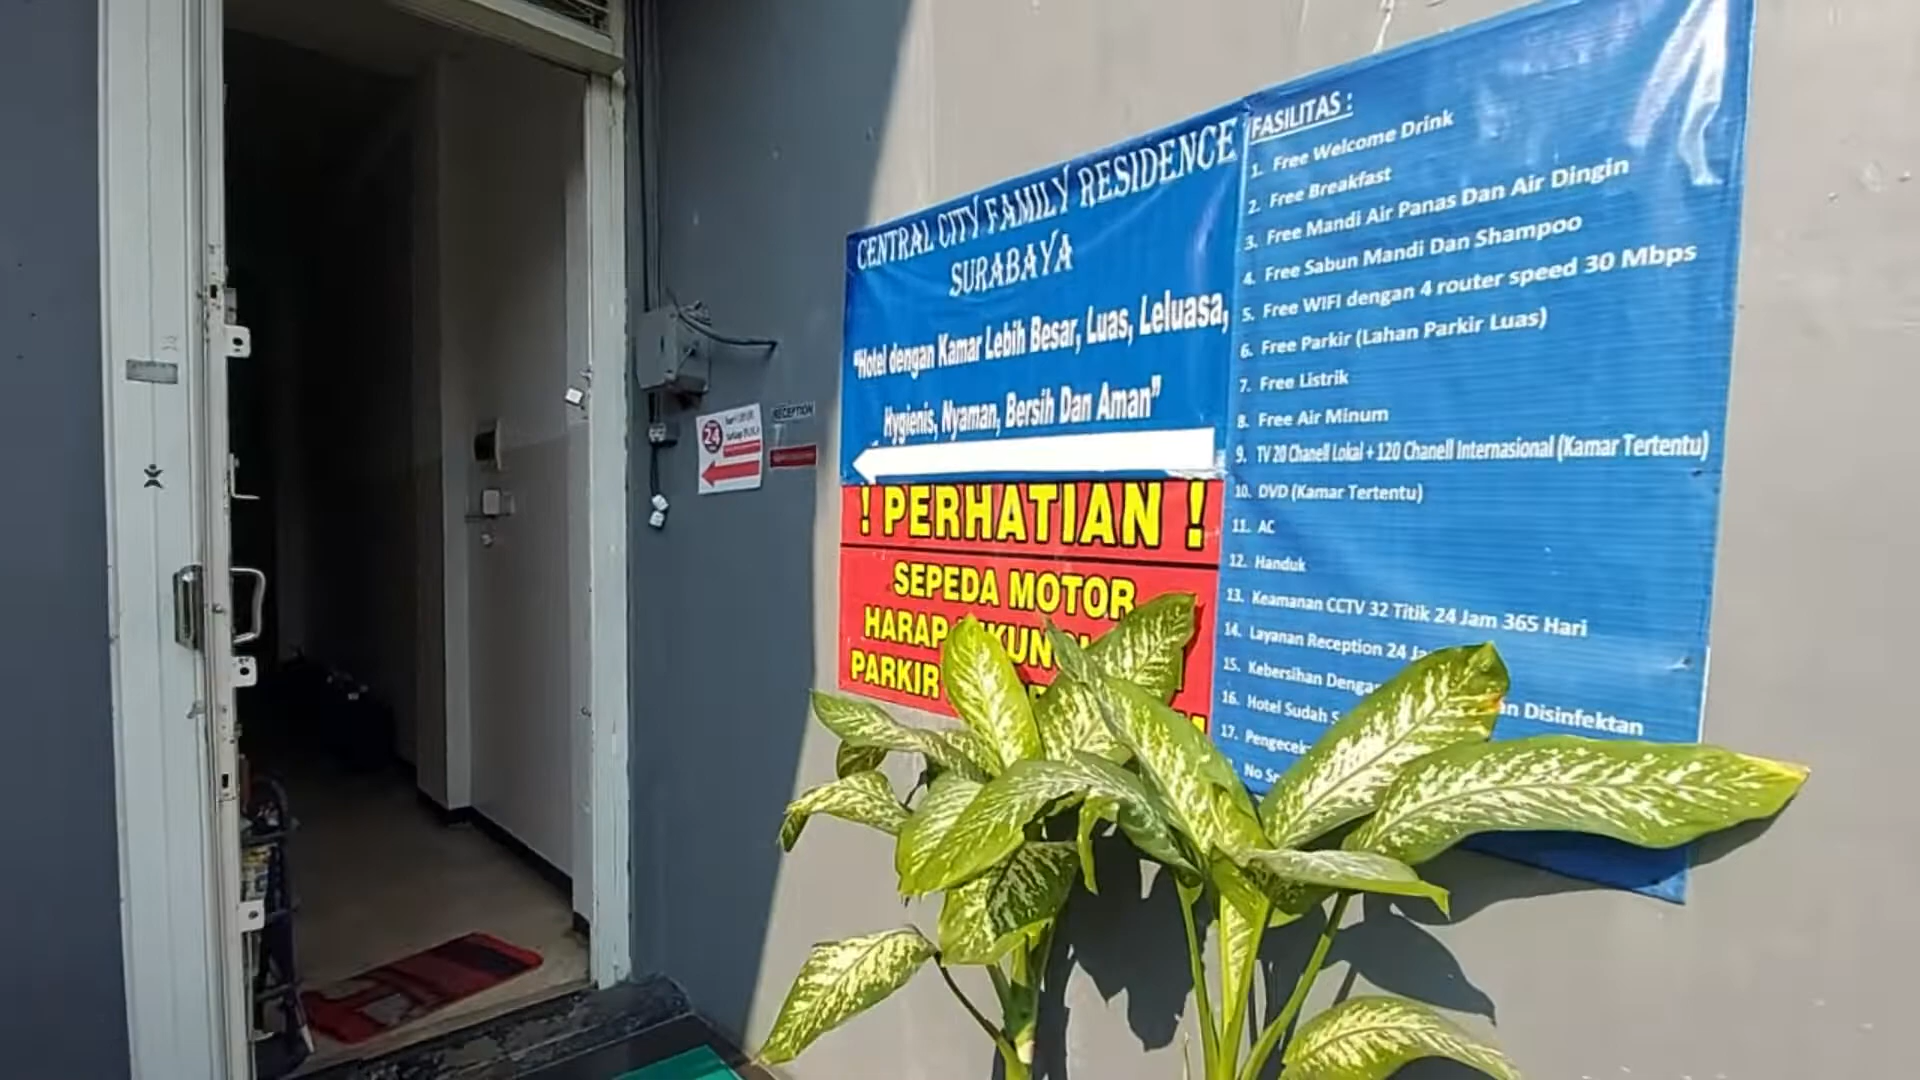 CENTRAL CITY FAMILY RESIDENCE
SURABAYA
"Hotel dengan Kamar Lebih Besar, Luas, Leluasa,
Hygienis, Nyaman, Bersih Dan Aman"
! PERHATIAN !
SEPEDA MOTOR
HARAP
PARKIR
FASILITAS :
1. Free Welcome Drink
2. Free Breakfast
3. Free Mandi Air Panas Dan Air Dingin
4. Free Sabun Mandi Dan Shampoo
5. Free WIFI dengan 4 router speed 30 Mbps
6. Free Parkir (Lahan Parkir Luas)
7. Free Listrik
8. Free Air Minum
9. TV 20 Chanell Lokal + 120 Chanell Internasional (Kamar Tertentu)
10. DVD (Kamar Tertentu)
11. AC
12. Handuk
13. Keamanan CCTV 32 Titik 24 Jam 365 Hari
14. Layanan Reception 24
15. Kebersihan
16. Hotel Sudah Disinfektan
17.
No
24
RECEPTION